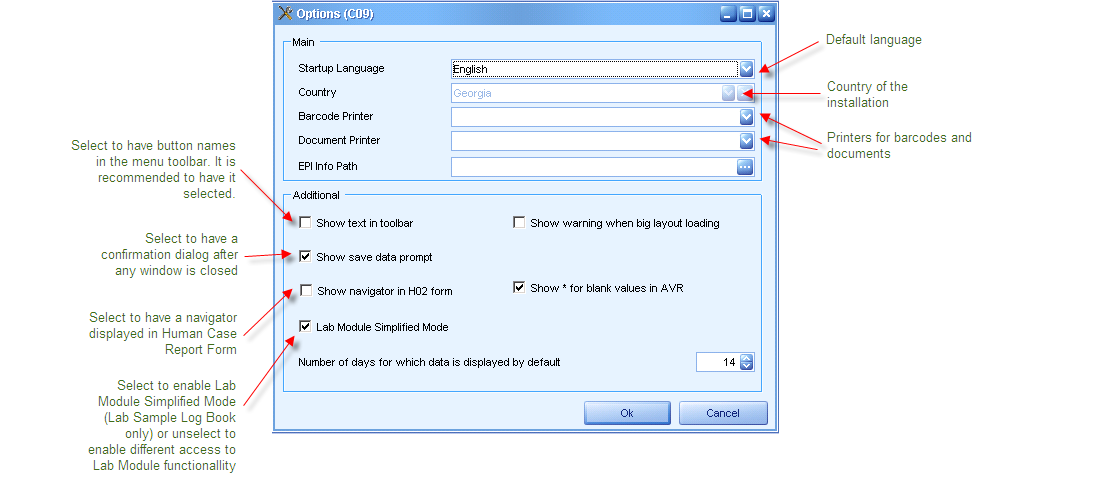 Options (C09)
Main
Startup Language
English
Country
Georgia
Barcode Printer
Document Printer
EPI Info Path
Additional
Show text in toolbar
Show warning when big layout loading
Show save data prompt
Show navigator in H02 form
Show * for blank values in AVR
Lab Module Simplified Mode
Number of days for which data is displayed by default
14
Ok
Cancel
Default language
Country of the
installation
Printers for barcodes and
documents
Select to have button names
in the menu toolbar. It is
recommended to have it
selected.
Select to have a
confirmation dialog after
any window is closed
Select to have a navigator
displayed in Human Case
Report Form
Select to enable Lab
Module Simplified Mode
(Lab Sample Log Book
only) or unselect to
enable different access to
Lab Module functionallity